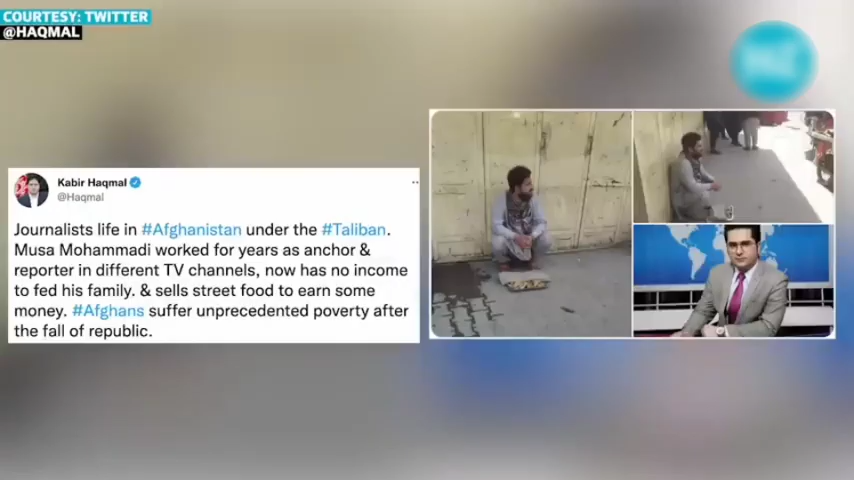 COURTESY: TWITTER
@HAQMAL
Kabir Haqmal
@Haqmal
Journalists life in #Afghanistan under the #Taliban.
Musa Mohammadi worked for years as anchor &
reporter in different TV channels, now has no income
to fed his family. & sells street food to earn some
money. #Afghans suffer unprecedented poverty after
the fall of republic.